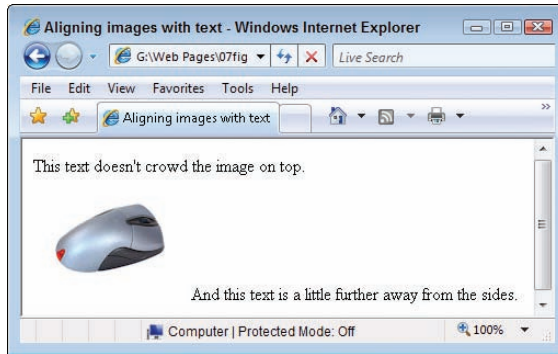 Aligning images with text - Windows Internet Explorer
G:\Web Pages\07fig
Live Search
File Edit View Favorites Tools Help
Aligning images with text
This text doesn't crowd the image on top.
And this text is a little further away from the sides.
Computer | Protected Mode: Off
100%